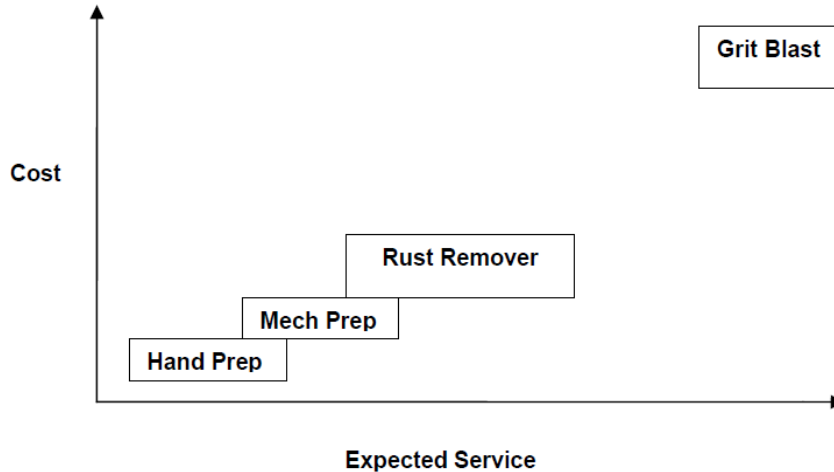 Grit Blast
Cost
Rust Remover
Mech Prep
Hand Prep
Expected Service